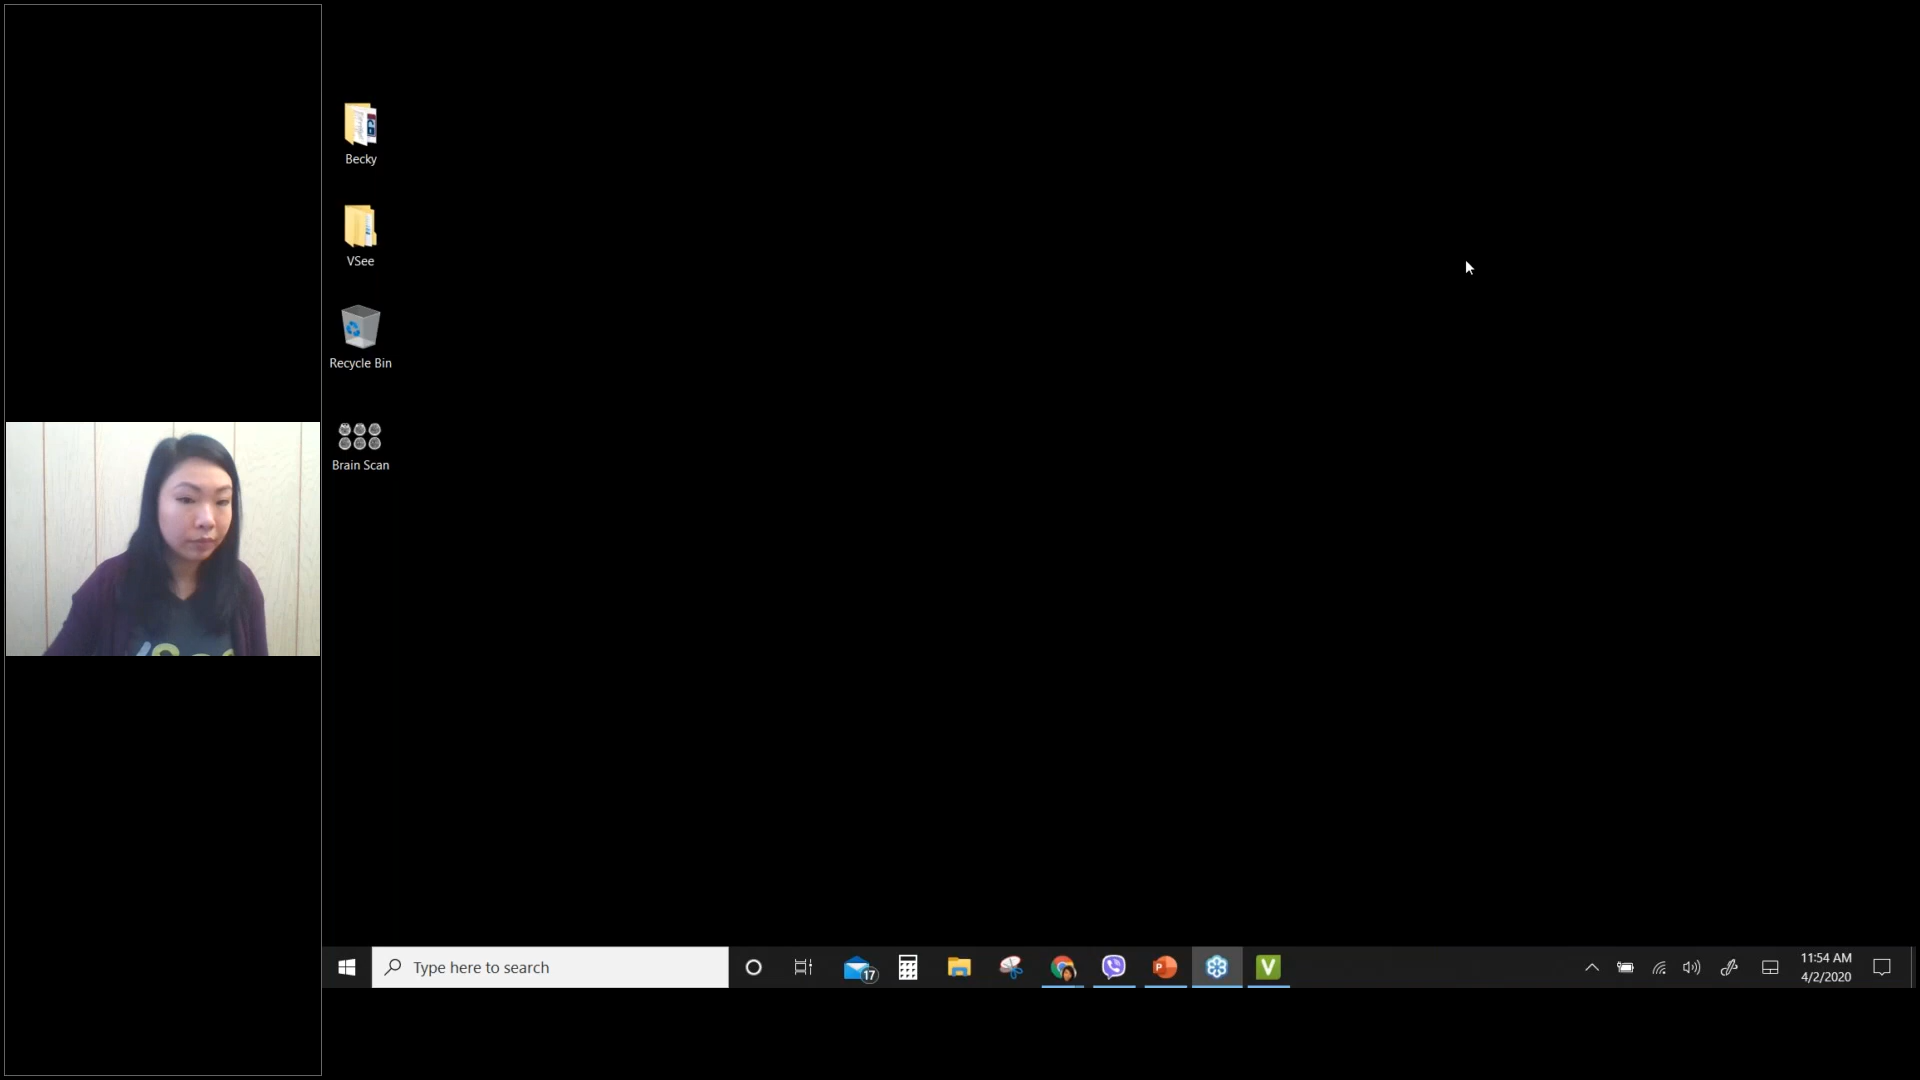 Becky
VSee
Recycle Bin
Brain Scan
Type here to search
17
P
V
11:54 AM
4/2/2020